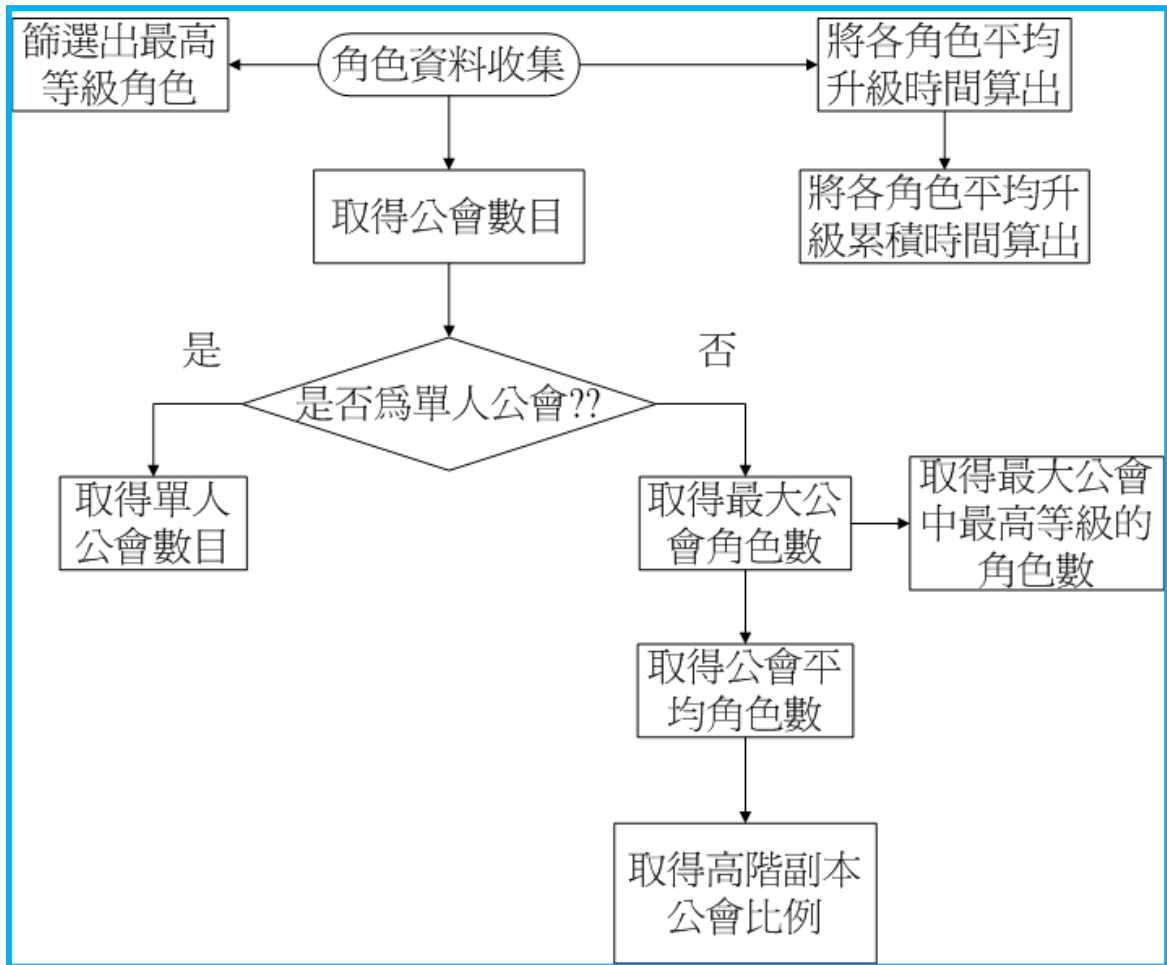 篩選出最高
等級角色
角色資料收集
將各角色平均
升級時間算出
取得公會數目
將各角色平均升
級累積時間算出
是
否
是否爲單人公會??
取得單人
公會數目
取得最大公
會角色數
取得最大公會
中最高等級的
角色數
取得公會平
均角色數
取得高階副本
公會比例